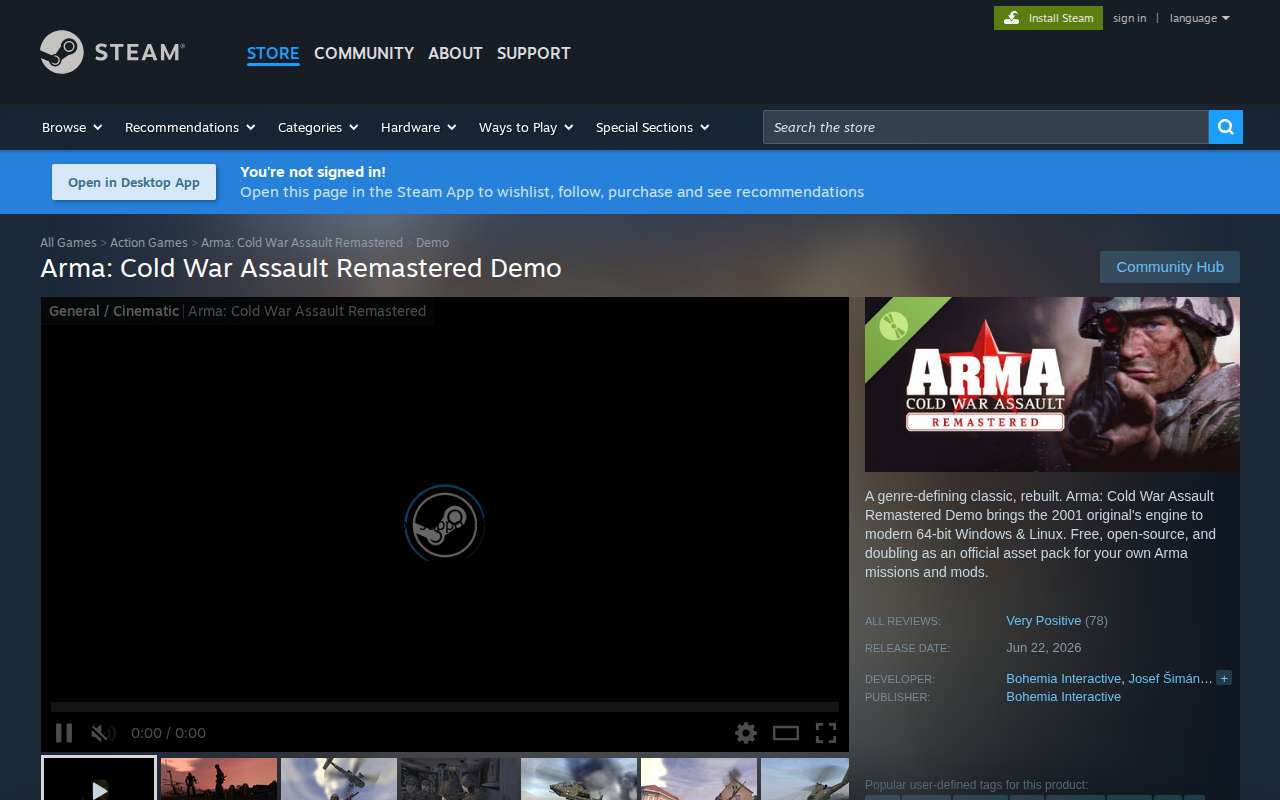 Install Steam
sign in
|
language
STEAM
STORE
COMMUNITY
ABOUT
SUPPORT
Browse
Recommendations
Categories
Hardware
Ways to Play
Special Sections
Search the store
Open in Desktop App
You're not signed in!
Open this page in the Steam App to wishlist, follow, purchase and see recommendations
All Games > Action Games > Arma: Cold War Assault Remastered > Demo
Arma: Cold War Assault Remastered Demo
Community Hub
General / Cinematic | Arma: Cold War Assault Remastered
0:00 / 0:00
ARMA
COLD WAR ASSAULT
REMASTERED
A genre-defining classic, rebuilt. Arma: Cold War Assault
Remastered Demo brings the 2001 original's engine to
modern 64-bit Windows & Linux. Free, open-source, and
doubling as an official asset pack for your own Arma
missions and mods.
ALL REVIEWS: Very Positive (78)
RELEASE DATE: Jun 22, 2026
DEVELOPER: Bohemia Interactive, Josef Šimán… +
PUBLISHER: Bohemia Interactive
Popular user-defined tags for this product: